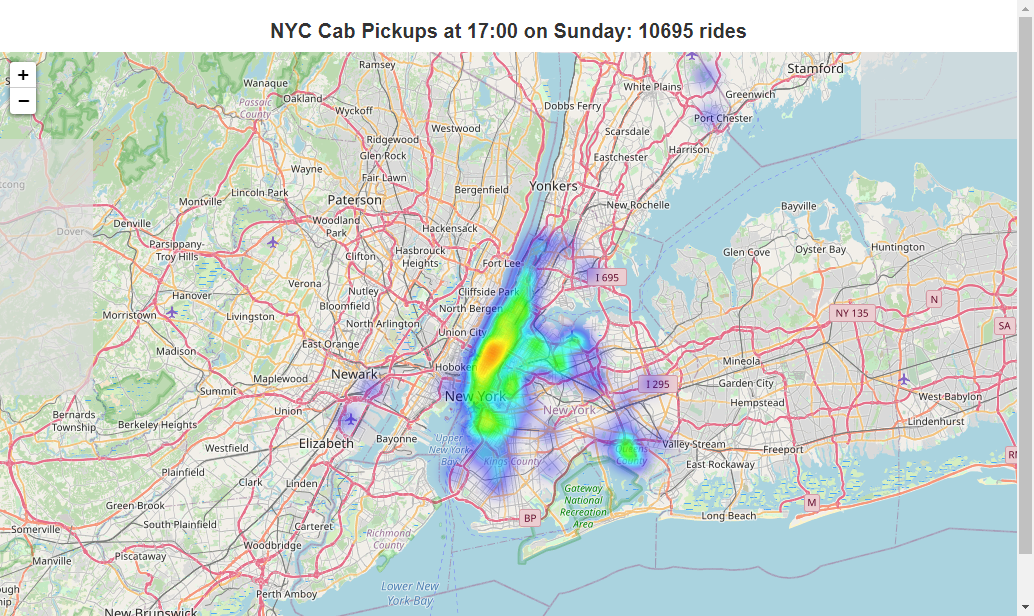 NYC Cab Pickups at 17:00 on Sunday: 10695 rides
+
−
Ramsey
Stamford
Wanaque
White Plains
Oakland
Greenwich
Passaic
County
Dobbs Ferry
Wyckoff
Port Chester
Westwood
Scarsdale
Ridgewood
Harrison
Glen Rock
Eastchester
Wayne
Fair Lawn
Yonkers
Lincoln Park
Bergenfield
Paterson
Montville
New Rochelle
Bayville
Woodland
Park
Denville
Hackensack
Dover
Parsippany-
Troy Hills
Hasbrouck
Heights
Clifton
Glen Cove
Oyster Bay
Huntington
Fort Lee
I 695
Verona
Nutley
Cliffside Park
Hanover
N
Bloomfield
North Bergen
NY 135
Morristown
Livingston
North Arlington
SA
Union City
East Orange
Madison
Mineola
Hoboken
Newark
Maplewood
I 295
Garden City
Summit
New York
West Babylon
Hempstead
Union
New York
Bernards
Township
Berkeley Heights
Lindenhurst
Elizabeth
Bayonne
Upper
New York
Bay
Valley Stream
Freeport
Westfield
Queens
County
Kings County
East Rockaway
Plainfield
Clark
Linden
Gateway
National
Recreation
Area
M
Green Brook
BP
Long Beach
South Plainfield
Carteret
Somerville
Richmond
County
Woodbridge
Piscataway
Manville
Lower New
York Bay
Perth Amboy
New Brunswick